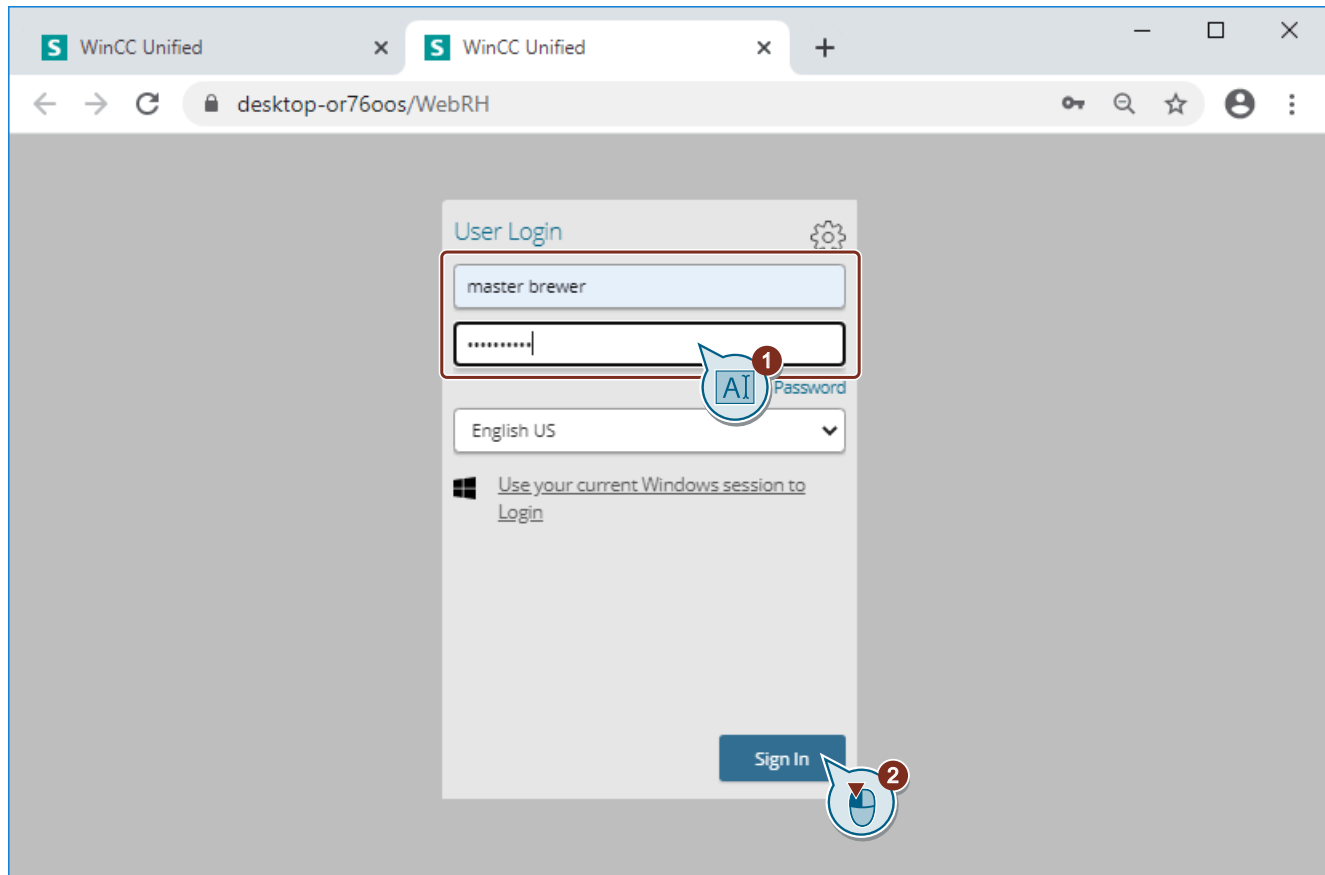 S WinCC Unified
S WinCC Unified
desktop-or76oos/WebRH
User Login
master brewer
••••••••••
1
AI
Password
English US
Use your current Windows session to
Login
Sign In
2